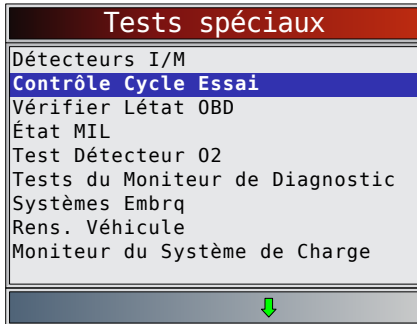 Tests spéciaux
Détecteurs I/M
Contrôle Cycle Essai
Vérifier Létat OBD
État MIL
Test Détecteur O2
Tests du Moniteur de Diagnostic
Systèmes Embrq
Rens. Véhicule
Moniteur du Système de Charge